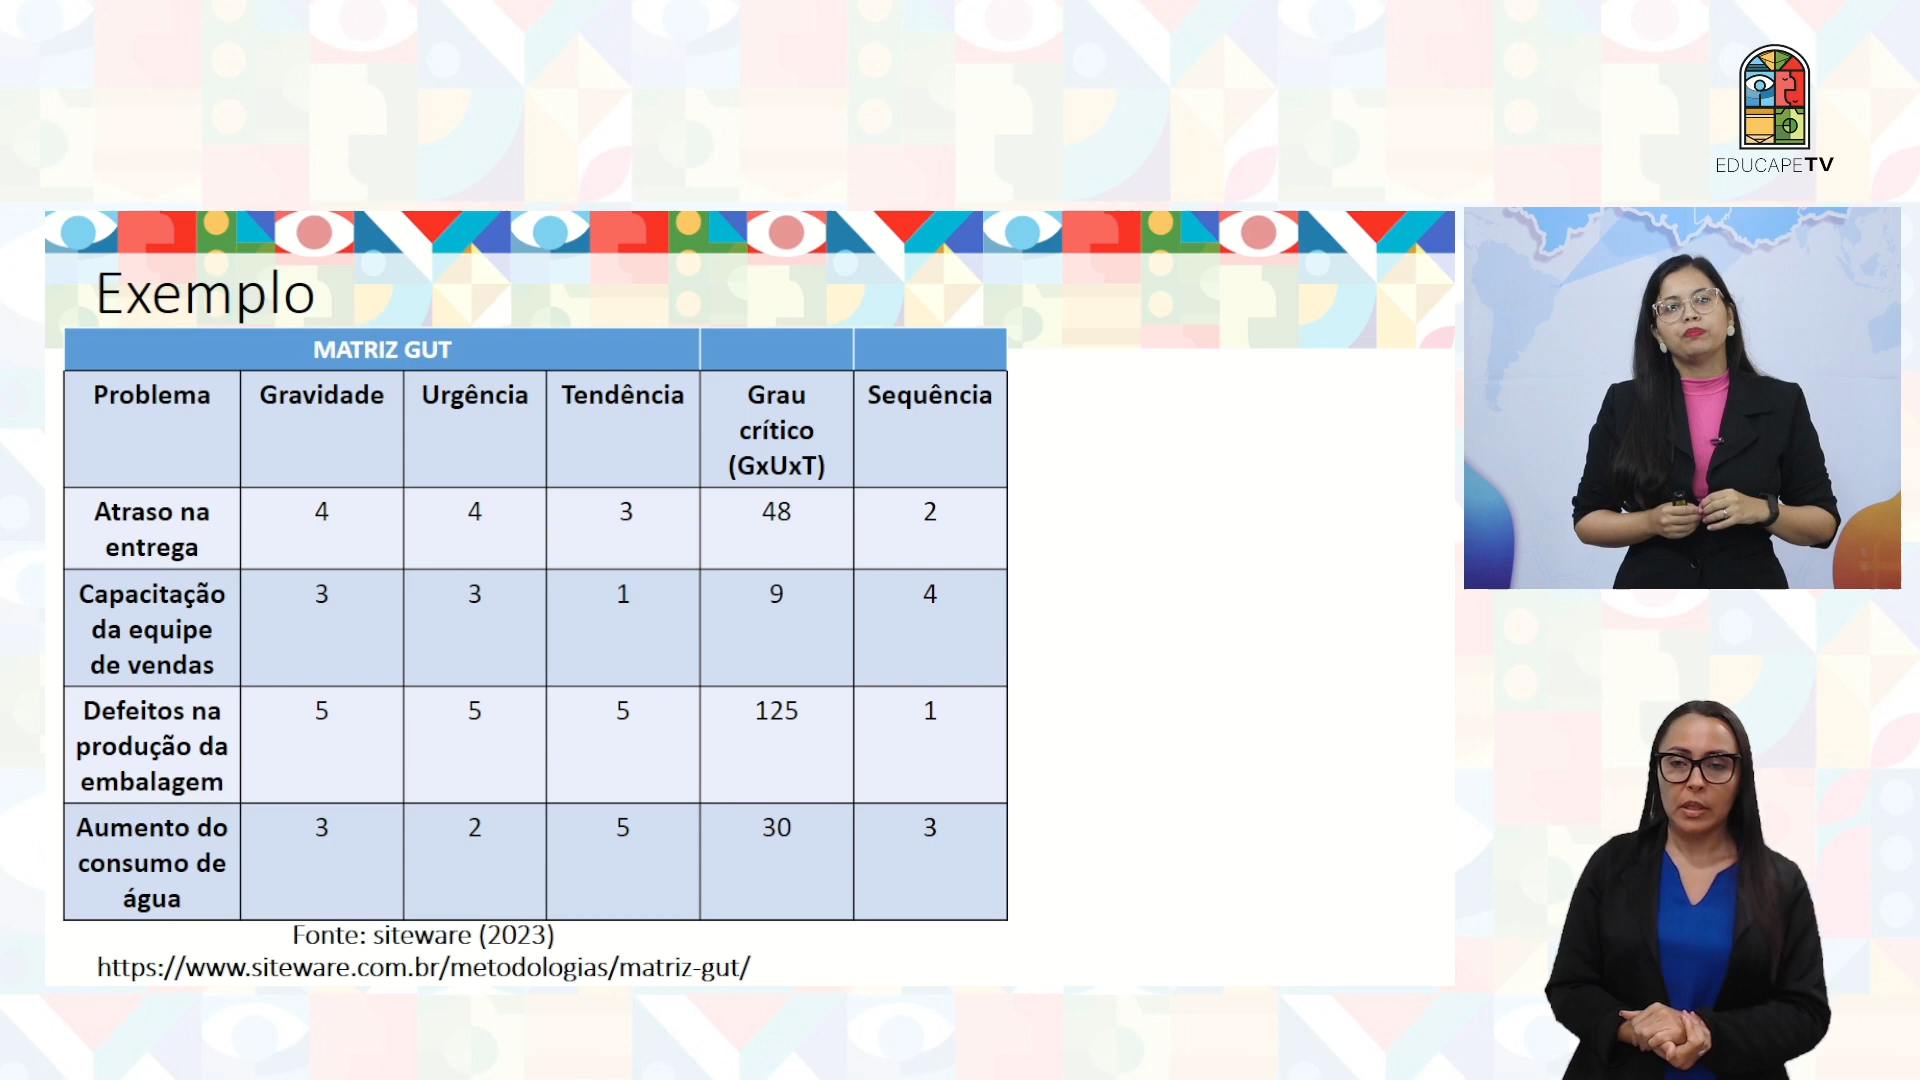 EDUCAPETV
Exemplo
MATRIZ GUT
Problema
Gravidade
Urgência
Tendência
Grau
crítico
(GxUxT)
Sequência
Atraso na
entrega
4
4
3
48
2
Capacitação
da equipe
de vendas
3
3
1
9
4
Defeitos na
produção da
embalagem
5
5
5
125
1
Aumento do
consumo de
água
3
2
5
30
3
Fonte: siteware (2023)
https://www.siteware.com.br/metodologias/matriz-gut/